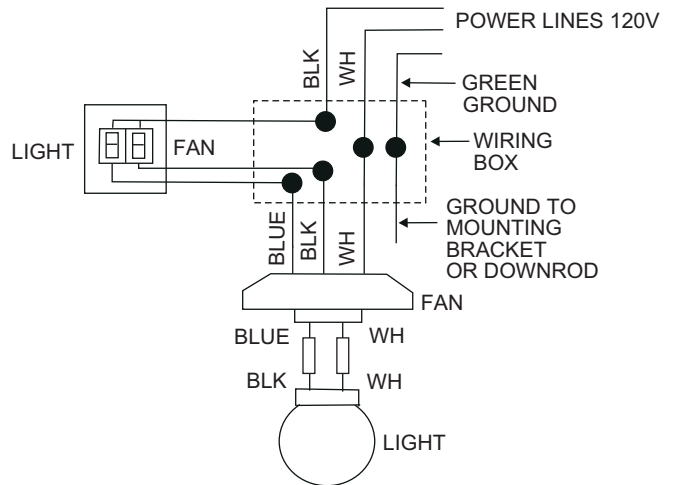 POWER LINES 120V
BLK
WH
GREEN
GROUND
LIGHT
FAN
WIRING
BOX
GROUND TO
MOUNTING
BRACKET
OR DOWNROD
BLUE
BLK
WH
FAN
BLUE
WH
BLK
WH
LIGHT